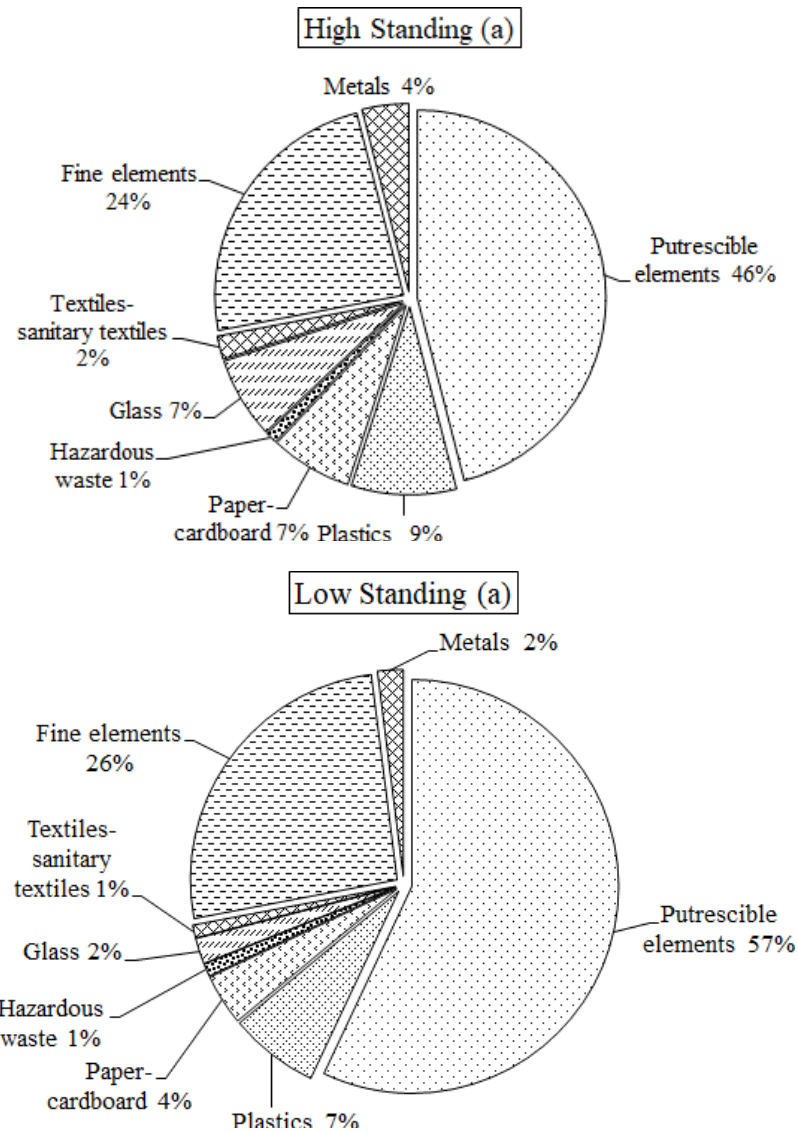 High Standing (a)
Metals 4%
Fine elements
24%
Putrescible
elements 46%
Textiles-
sanitary textiles
2%
Glass 7%
Hazardous
waste 1%
Paper-
cardboard 7%
Plastics 9%
Low Standing (a)
Metals 2%
Fine elements
26%
Textiles-
sanitary
textiles 1%
Putrescible
elements 57%
Glass 2%
Hazardous
waste 1%
Paper-
cardboard 4%
Plastics 7%